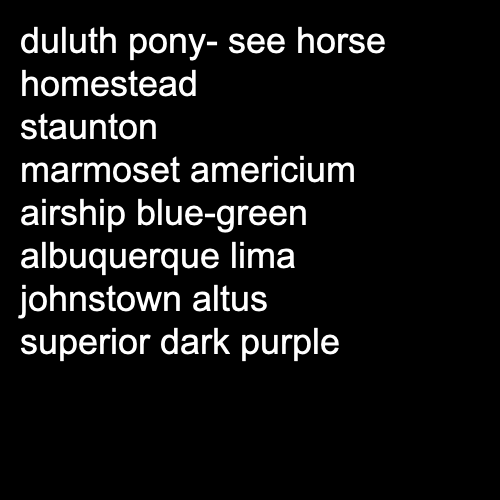 duluth pony- see horse
homestead
staunton
marmoset americium
airship blue-green
albuquerque lima
johnstown altus
superior dark purple